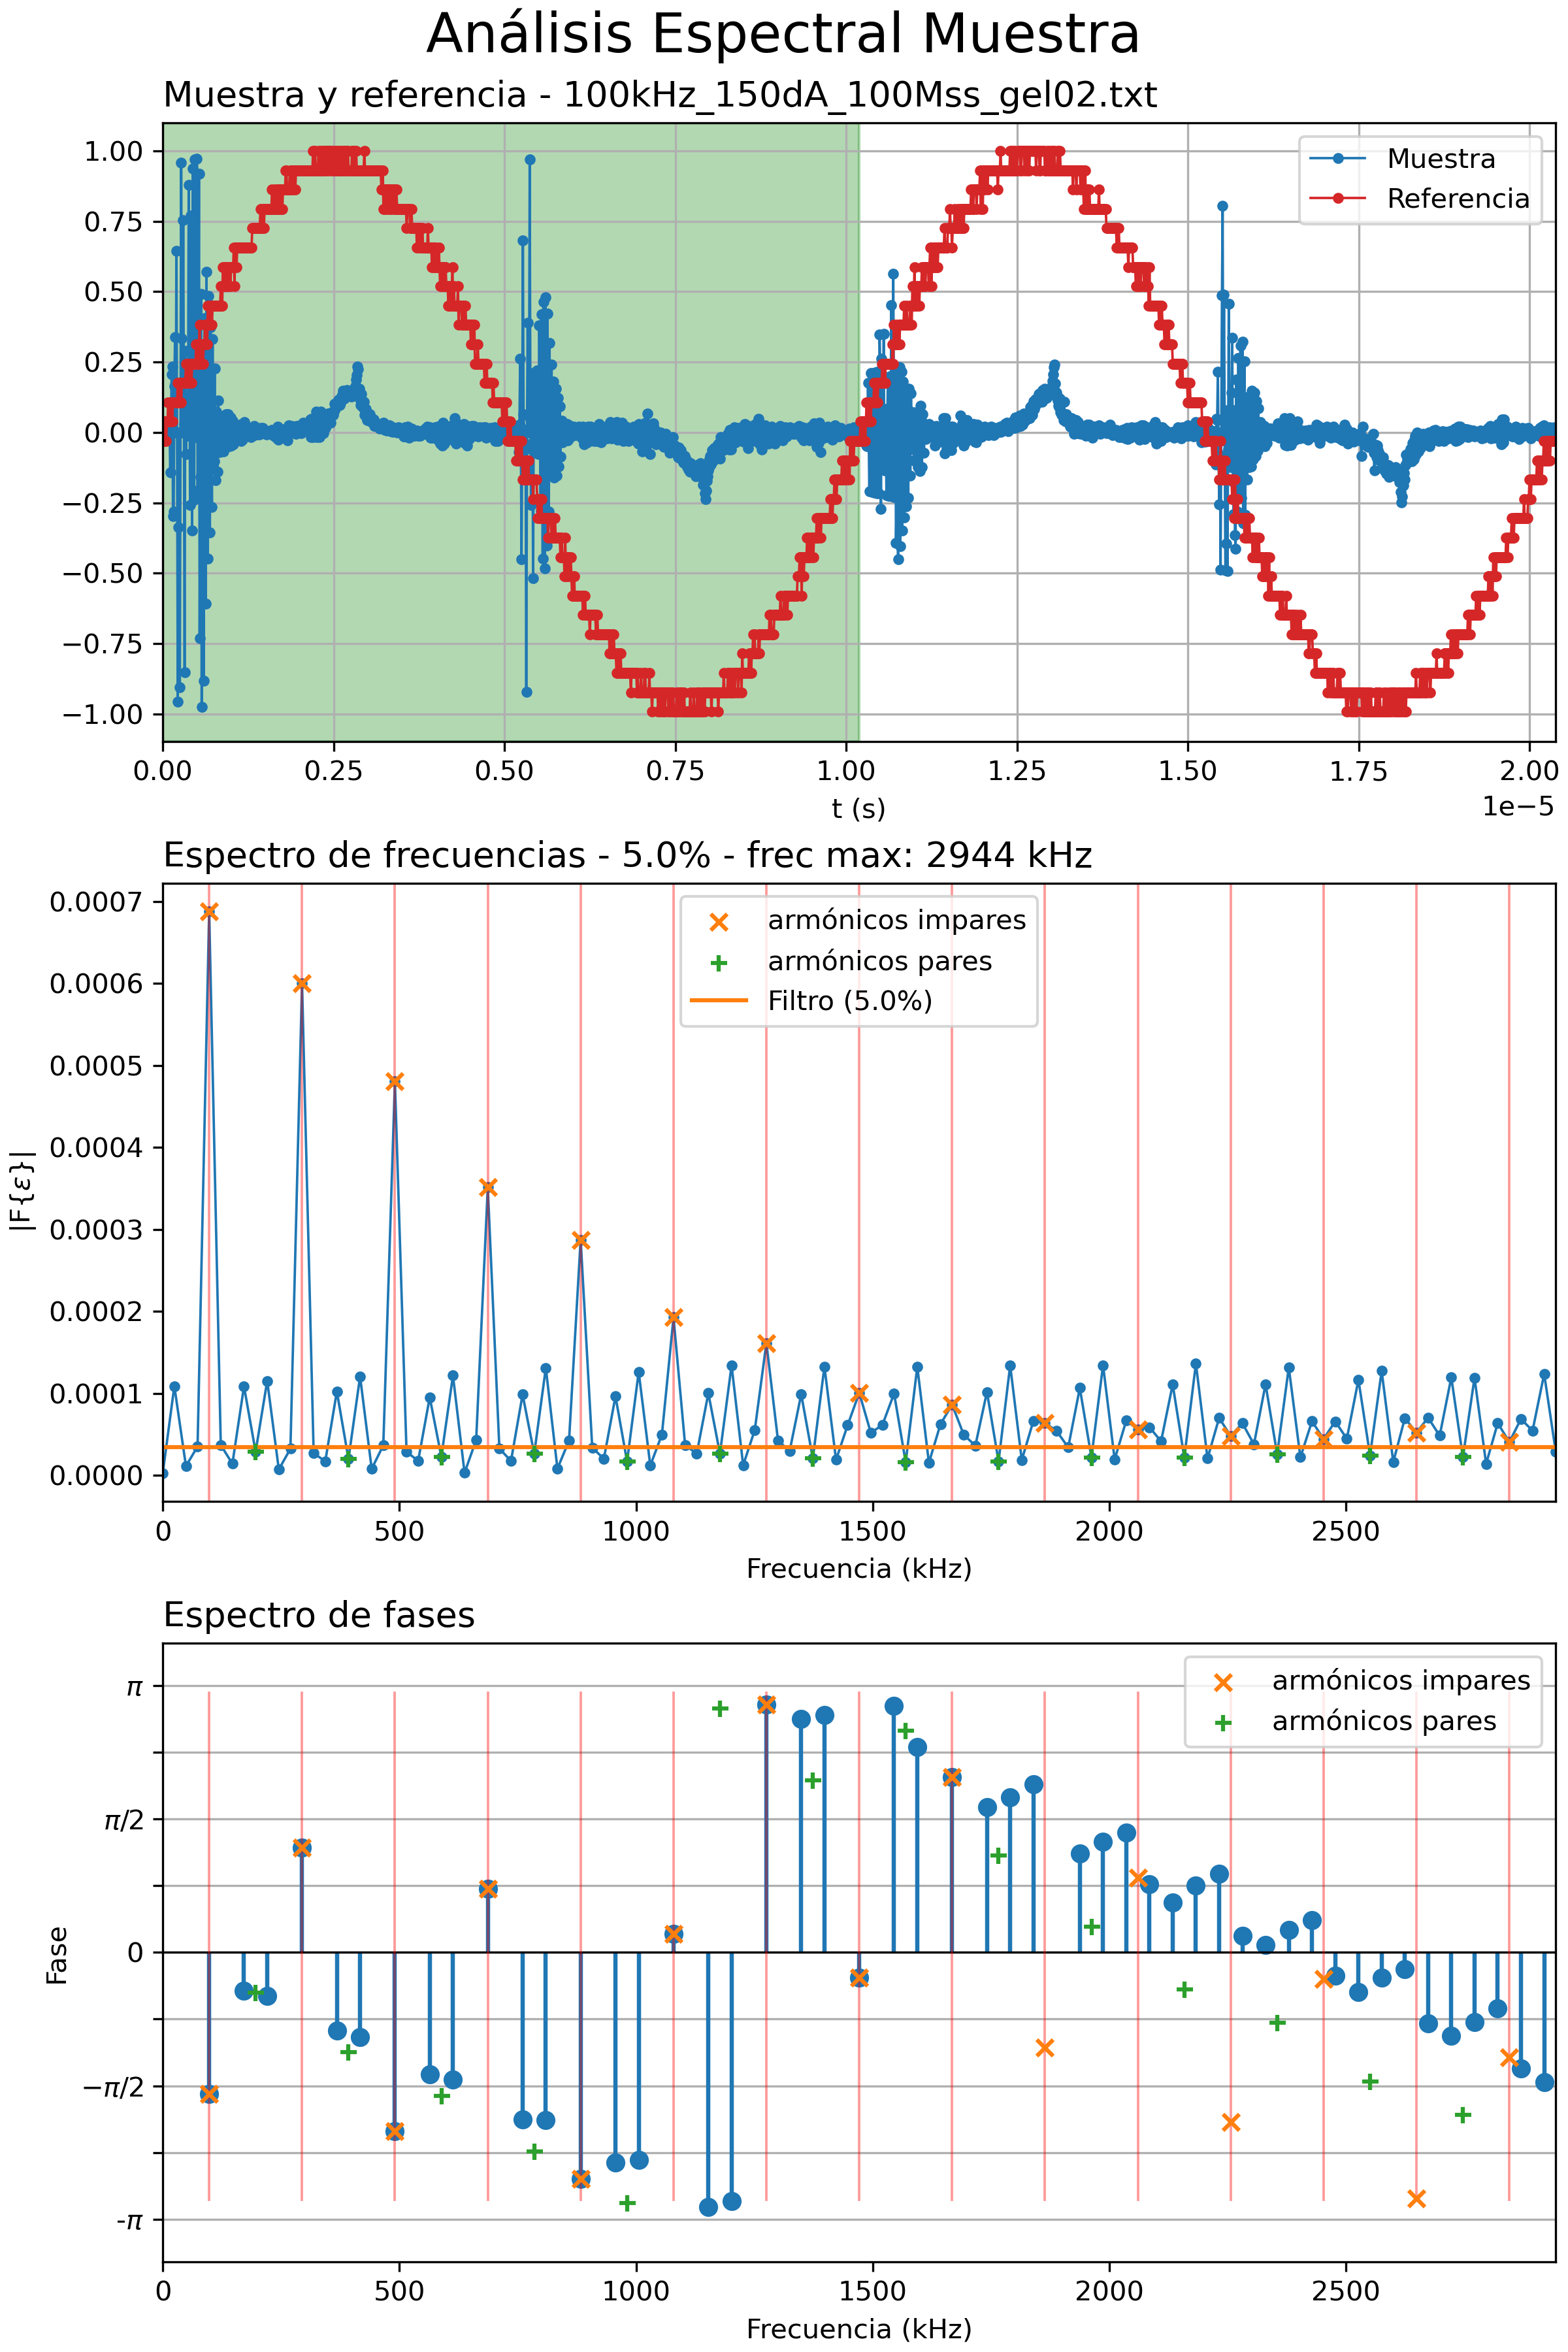 Análisis Espectral Muestra
Muestra y referencia - 100kHz_150dA_100Mss_gel02.txt
1.00
0.75
0.50
0.25
0.00
−0.25
−0.50
−0.75
−1.00
Muestra
Referencia
0.00 0.25 0.50 0.75 1.00 1.25 1.50 1.75 2.00
t (s)
1e−5
Espectro de frecuencias - 5.0% - frec max: 2944 kHz
|F{ε}|
0.0007
0.0006
0.0005
0.0004
0.0003
0.0002
0.0001
0.0000
armónicos impares
armónicos pares
Filtro (5.0%)
0 500 1000 1500 2000 2500
Frecuencia (kHz)
Espectro de fases
Fase
π
π/2
0
−π/2
-π
armónicos impares
armónicos pares
0 500 1000 1500 2000 2500
Frecuencia (kHz)